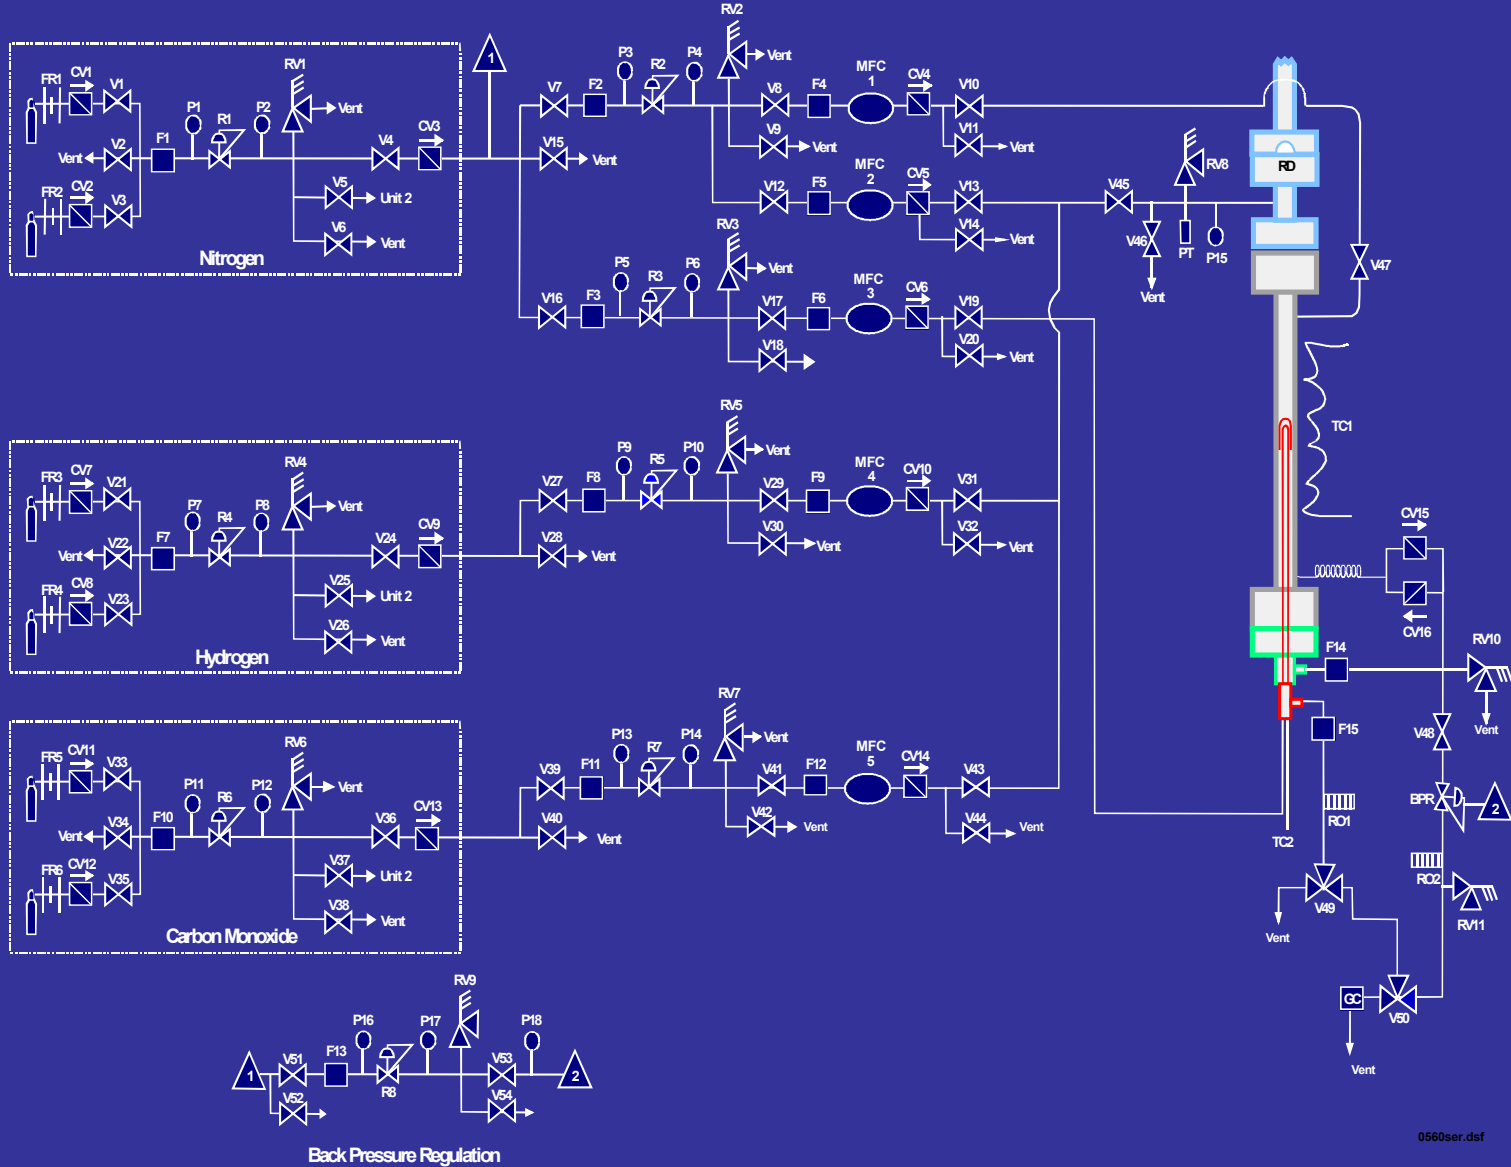 RV2
Vent
FR1
CV1
V1
RV1
1
P3
R2
P4
MFC
1
CV4
V10
V7
F2
V8
F4
P1
R1
P2
Vent
V2
Vent
F1
V4
CV3
V15
Vent
V9
Vent
V11
Vent
FR2
CV2
V3
V5
Unit 2
V6
Vent
Nitrogen
V12
F5
MFC
2
CV5
V13
V14
Vent
RV8
RD
V45
V46
Vent
PT
P15
V47
RV3
Vent
P5
R3
P6
MFC
3
CV6
V19
V16
F3
V17
F6
V18
V20
Vent
TC1
RV5
Vent
P9
R5
P10
MFC
4
CV10
V31
V27
F8
V29
F9
FR3
CV7
V21
RV4
Vent
P7
R4
P8
V22
Vent
F7
V24
CV9
V28
Vent
V30
Vent
V32
Vent
FR4
CV8
V23
V25
Unit 2
V26
Vent
Hydrogen
CV15
CV16
F14
RV10
Vent
F15
V48
RV7
Vent
P13
R7
P14
MFC
5
CV14
V43
V39
F11
V41
F12
FR5
CV11
V33
RV6
Vent
P11
R6
P12
V34
Vent
F10
V36
CV13
V40
Vent
V42
Vent
V44
Vent
FR6
CV12
V35
V37
Unit 2
V38
Vent
Carbon Monoxide
TC2
RO1
BPR
2
RO2
RV11
V49
Vent
GC
V50
Vent
RV9
P16
P17
P18
1
V51
F13
R8
V53
2
V52
V54
Back Pressure Regulation
0560ser.dsf